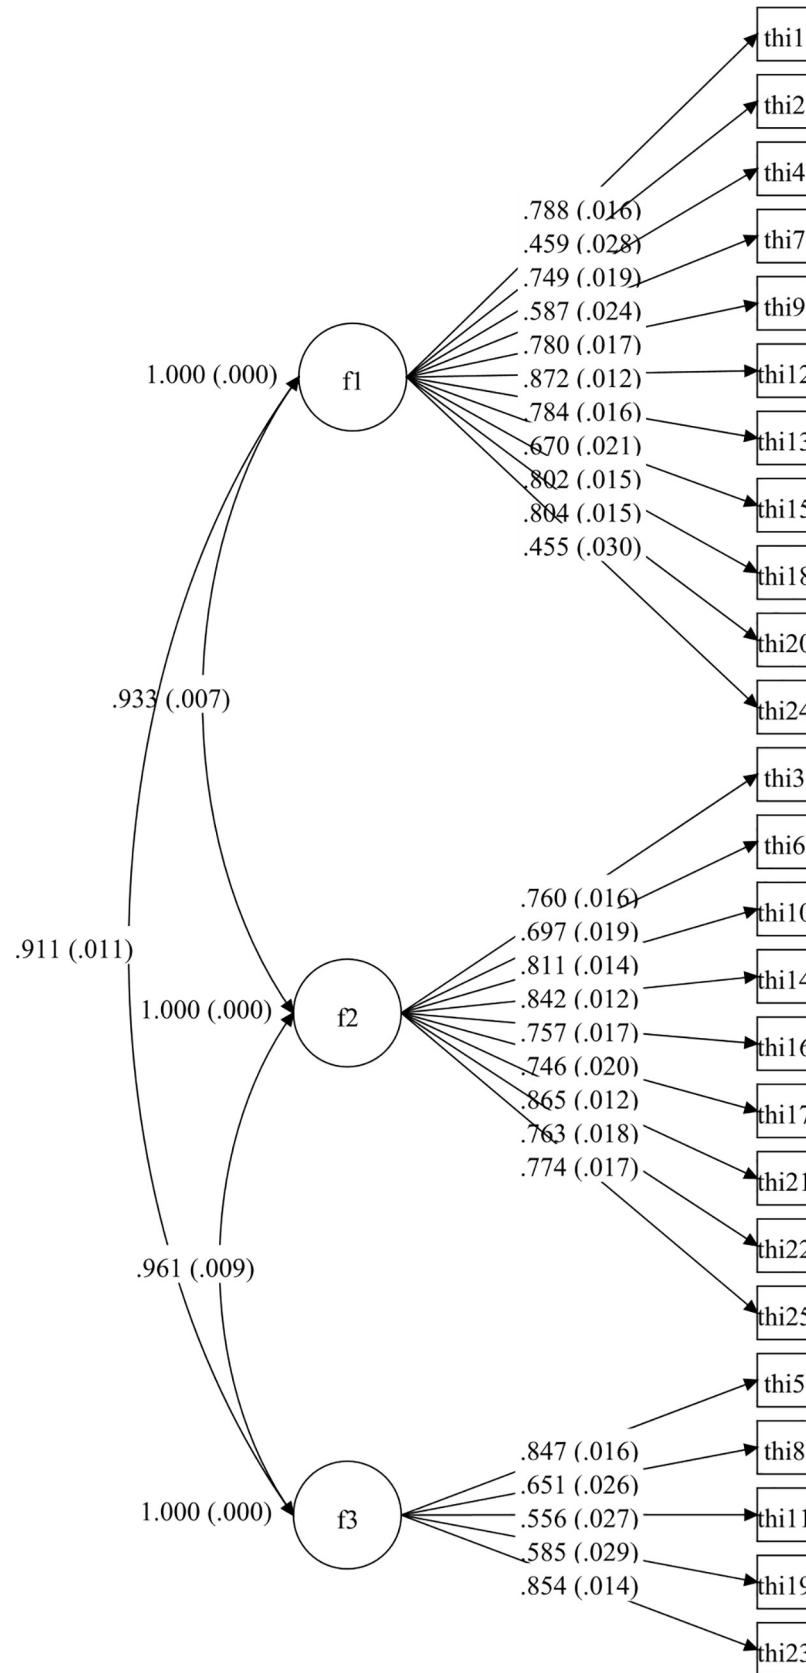 thi1
thi2
thi4
.788 (.016)
.459 (.028)
thi7
.749 (.019)
thi9
.587 (.024)
.780 (.017)
1.000 (.000)
f1
.872 (.012)
thi12
.784 (.016)
thi13
.670 (.021)
.802 (.015)
thi15
.804 (.015)
.455 (.030)
thi18
thi20
.933 (.007)
thi24
thi3
thi6
.760 (.016)
thi10
.697 (.019)
.911 (.011)
.811 (.014)
thi14
.842 (.012)
1.000 (.000)
f2
.757 (.017)
thi16
.746 (.020)
.865 (.012)
thi17
.763 (.018)
.774 (.017)
thi21
thi22
.961 (.009)
thi25
thi5
.847 (.016)
thi8
.651 (.026)
1.000 (.000)
f3
.556 (.027)
thi11
.585 (.029)
thi19
.854 (.014)
thi23